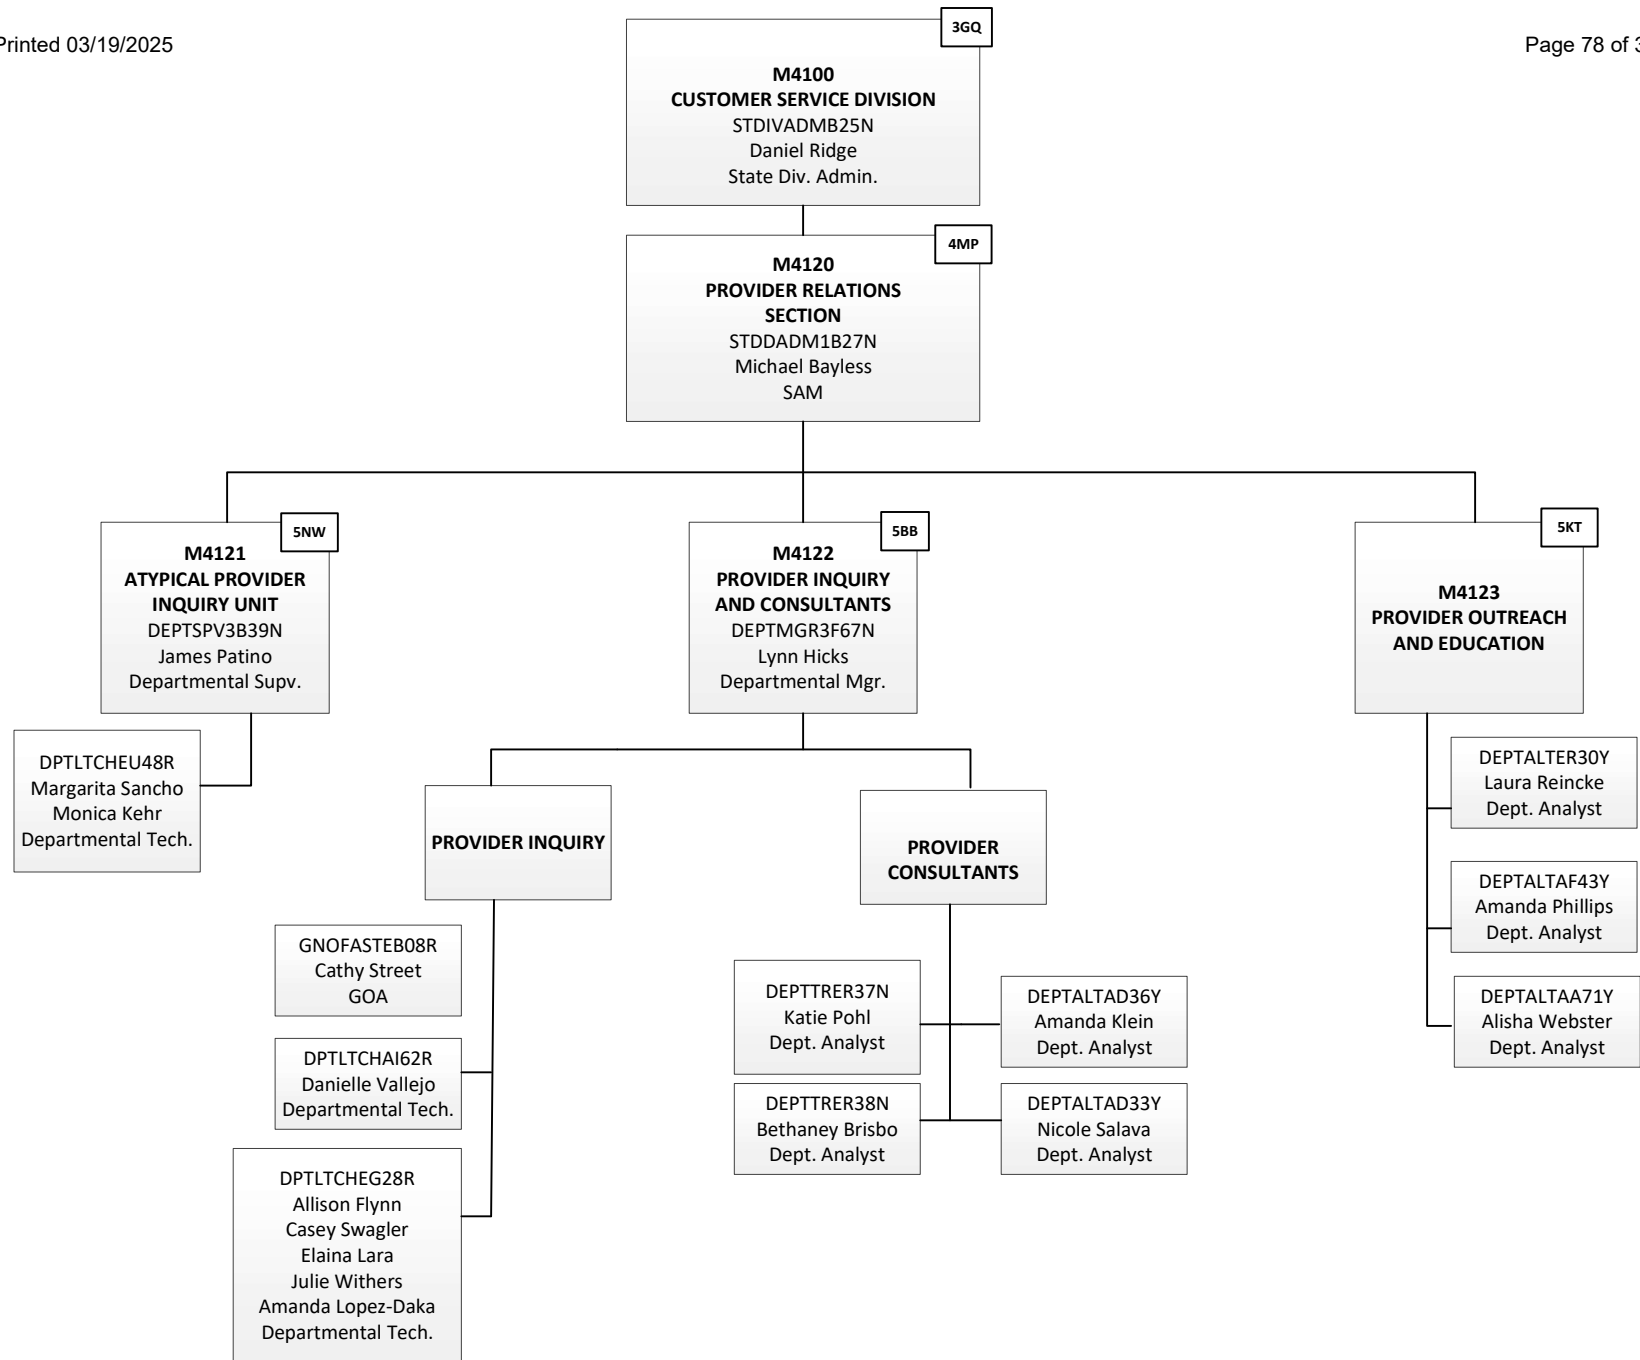 Printed 03/19/2025
Page 78 of 3
3GQ
M4100
CUSTOMER SERVICE DIVISION
STDIVADMB25N
Daniel Ridge
State Div. Admin.
4MP
M4120
PROVIDER RELATIONS
SECTION
STDDADM1B27N
Michael Bayless
SAM
5NW
M4121
ATYPICAL PROVIDER
INQUIRY UNIT
DEPTSPV3B39N
James Patino
Departmental Supv.
5BB
M4122
PROVIDER INQUIRY
AND CONSULTANTS
DEPTMGR3F67N
Lynn Hicks
Departmental Mgr.
5KT
M4123
PROVIDER OUTREACH
AND EDUCATION
DPTLTCHEU48R
Margarita Sancho
Monica Kehr
Departmental Tech.
PROVIDER INQUIRY
GNOFASTEB08R
Cathy Street
GOA
DPTLTCHAI62R
Danielle Vallejo
Departmental Tech.
DPTLTCHEG28R
Allison Flynn
Casey Swagler
Elaina Lara
Julie Withers
Amanda Lopez-Daka
Departmental Tech.
PROVIDER
CONSULTANTS
DEPTTRER37N
Katie Pohl
Dept. Analyst
DEPTALTAD36Y
Amanda Klein
Dept. Analyst
DEPTTRER38N
Bethaney Brisbo
Dept. Analyst
DEPTALTAD33Y
Nicole Salava
Dept. Analyst
DEPTALTER30Y
Laura Reincke
Dept. Analyst
DEPTALTAF43Y
Amanda Phillips
Dept. Analyst
DEPTALTAA71Y
Alisha Webster
Dept. Analyst